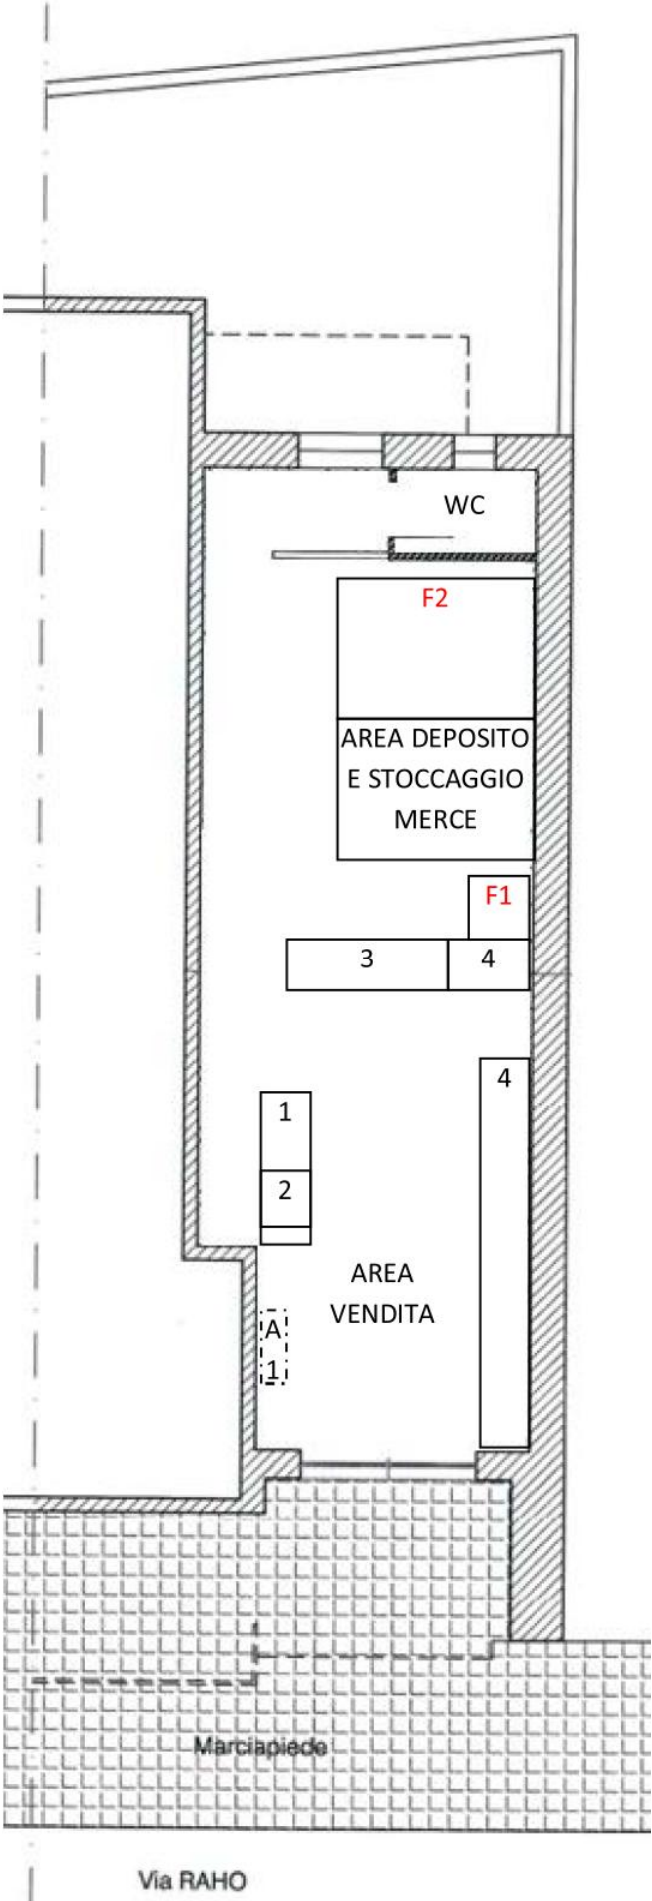 WC
F2
AREA DEPOSITO
E STOCCAGGIO
MERCE
F1
3
4
4
1
2
AREA
VENDITA
A
1
Marciapiede
Via RAHO